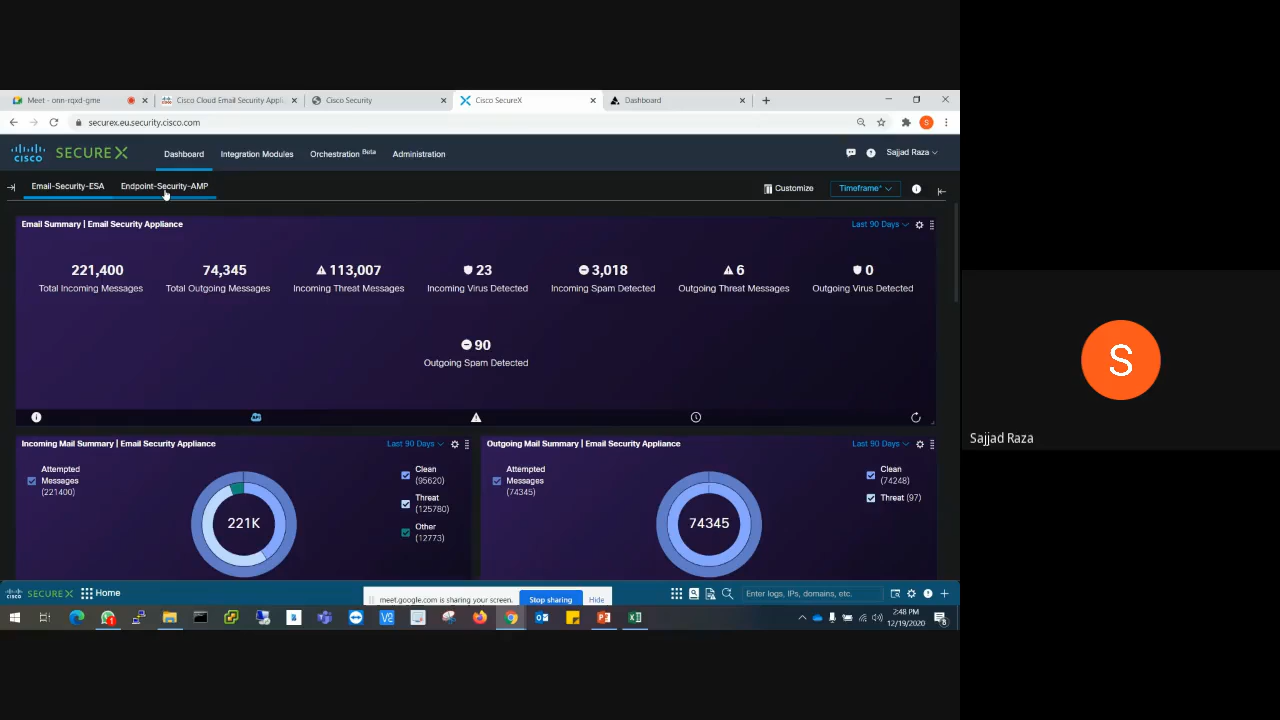 Meet - onn-rqxd-gme
Cisco Cloud Email Security Appli
Cisco Security
Cisco SecureX
Dashboard
securex.eu.security.cisco.com
S
CISCO SECUREX
Dashboard
Integration Modules
Orchestration Beta
Administration
Sajjad Raza
Email-Security-ESA
Endpoint-Security-AMP
Customize
Timeframe*
Email Summary | Email Security Appliance
Last 90 Days
221,400
74,345
113,007
23
3,018
6
0
Total Incoming Messages
Total Outgoing Messages
Incoming Threat Messages
Incoming Virus Detected
Incoming Spam Detected
Outgoing Threat Messages
Outgoing Virus Detected
90
Outgoing Spam Detected
Incoming Mail Summary | Email Security Appliance
Last 90 Days
Attempted
Messages
(221400)
221K
Clean
(95620)
Threat
(125780)
Other
(12773)
Outgoing Mail Summary | Email Security Appliance
Last 90 Days
Attempted
Messages
(74345)
74345
Clean
(74248)
Threat (97)
CISCO SECUREX
Home
meet.google.com is sharing your screen.
Stop sharing
Hide
Enter logs, IPs, domains, etc.
2:48 PM
12/19/2020
S
Sajjad Raza